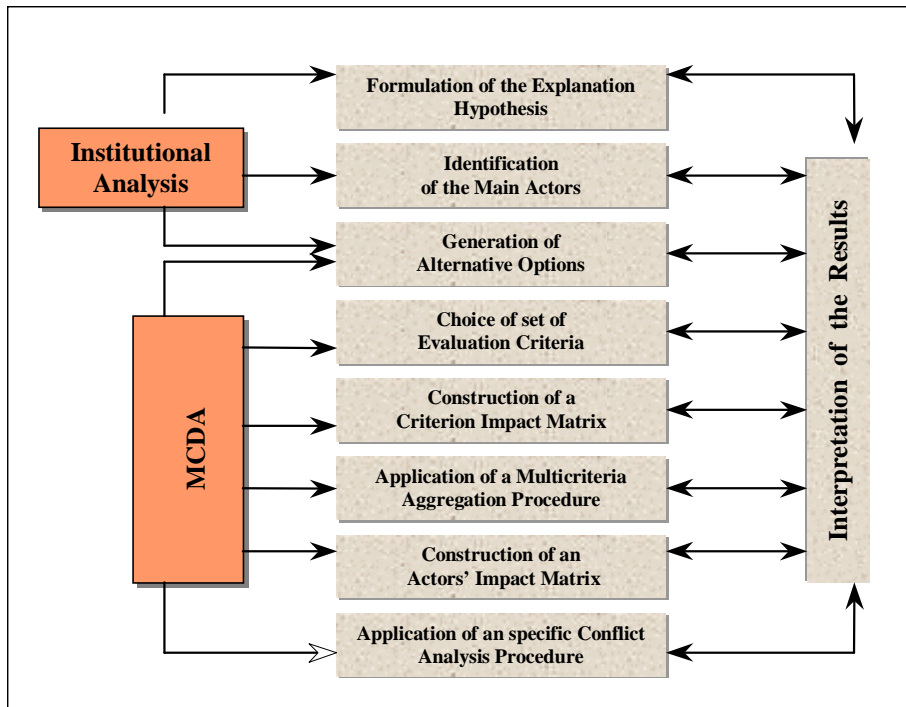 Formulation of the Explanation
Hypothesis
Institutional
Analysis
Identification
of the Main Actors
Generation of
Alternative Options
Choice of set of
Evaluation Criteria
Construction of a
Criterion Impact Matrix
MCDA
Application of a Multicriteria
Aggregation Procedure
Construction of an
Actors’ Impact Matrix
Application of an specific Conflict
Analysis Procedure
Interpretation of the Results